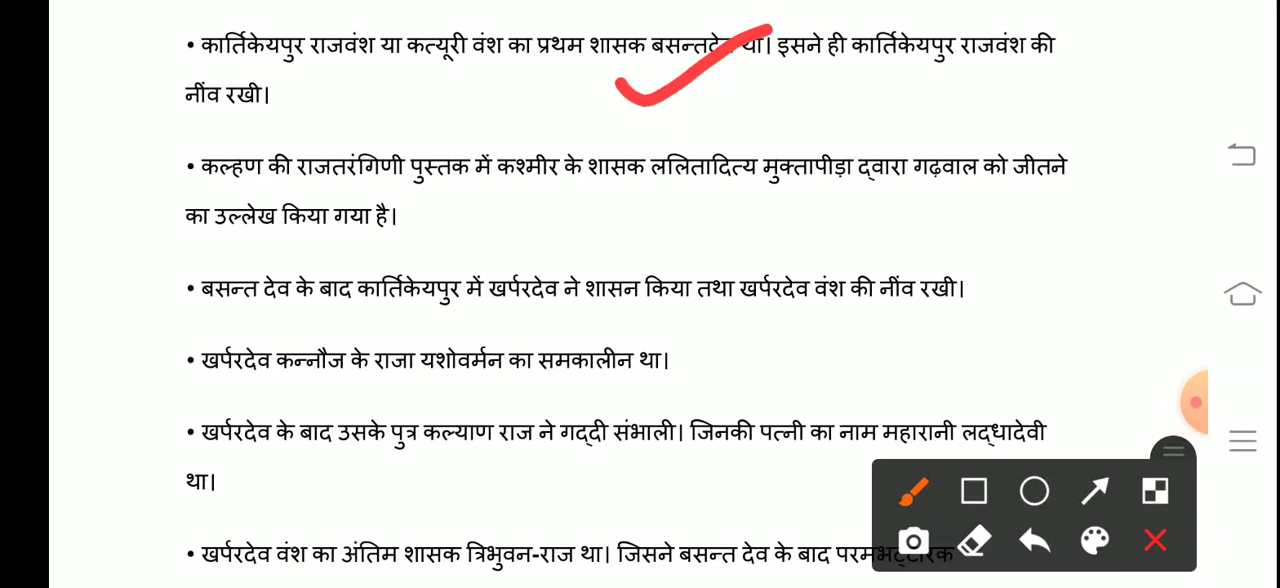 • कार्तिकेयपुर राजवंश या कत्यूरी वंश का प्रथम शासक बसन्तदेव था। इसने ही कार्तिकेयपुर राजवंश की
नींव रखी।
• कल्हण की राजतरंगिणी पुस्तक में कश्मीर के शासक ललितादित्य मुक्तापीड़ा द्वारा गढ़वाल को जीतने
का उल्लेख किया गया है।
• बसन्त देव के बाद कार्तिकेयपुर में खर्परदेव ने शासन किया तथा खर्परदेव वंश की नींव रखी।
• खर्परदेव कन्नौज के राजा यशोवर्मन का समकालीन था।
• खर्परदेव के बाद उसके पुत्र कल्याण राज ने गद्दी संभाली। जिनकी पत्नी का नाम महारानी लद्धादेवी
था।
• खर्परदेव वंश का अंतिम शासक त्रिभुवन-राज था। जिसने बसन्त देव के बाद परमभट्टारक